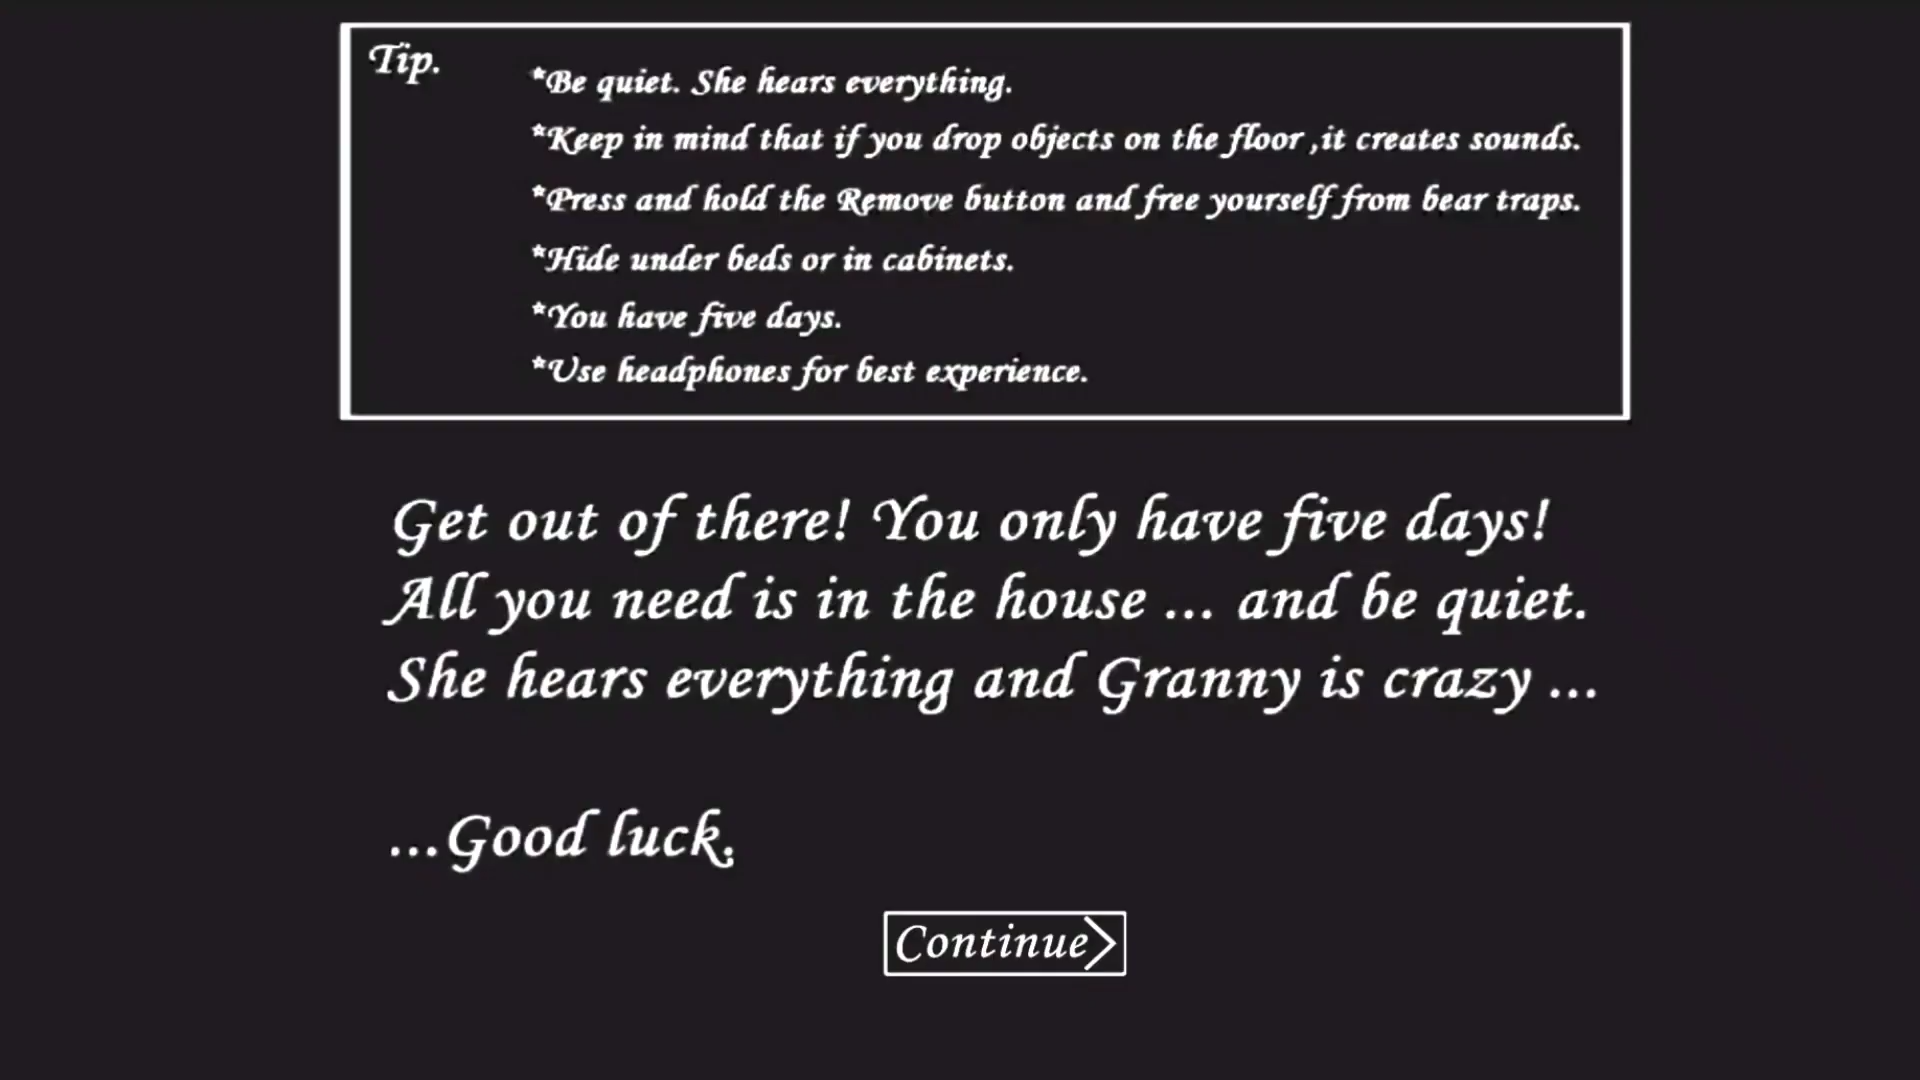 Tip.
*Be quiet. She hears everything.
*Keep in mind that if you drop objects on the floor ,it creates sounds.
*Press and hold the Remove button and free yourself from bear traps.
*Hide under beds or in cabinets.
*You have five days.
*Use headphones for best experience.
Get out of there! You only have five days!
All you need is in the house ... and be quiet.
She hears everything and Granny is crazy ...
...Good luck.
Continue>